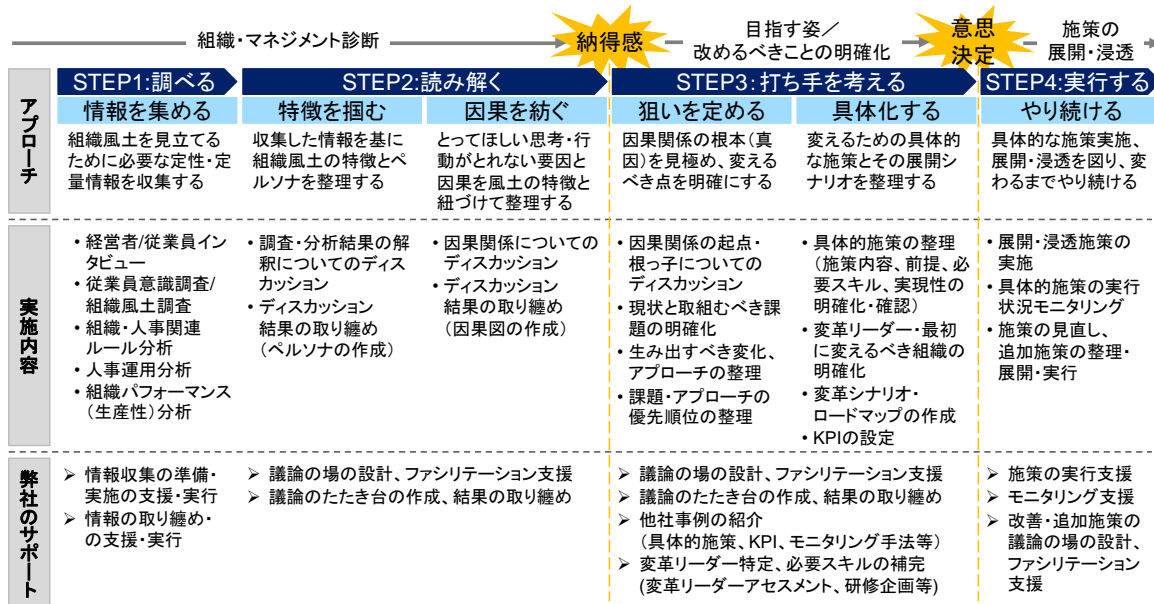 組織・マネジメント診断
納得感
目指す姿／
改めるべきことの明確化
意思
決定
施策の
展開・浸透
アプローチ
STEP1:調べる
STEP2:読み解く
STEP3:打ち手を考える
STEP4:実行する
情報を集める
特徴を掴む
因果を紡ぐ
狙いを定める
具体化する
やり続ける
組織風土を見立てる
ために必要な定性・定
量情報を収集する
収集した情報を基に
組織風土の特徴とペ
ルソナを整理する
とってほしい思考・行
動がとれない要因と
因果を風土の特徴と
紐づけて整理する
因果関係の根本（真
因）を見極め、変える
べき点を明確にする
変えるための具体的
な施策とその展開シ
ナリオを整理する
具体的な施策実施、
展開・浸透を図り、変
わるまでやり続ける
実施内容
• 経営者/従業員イン
タビュー
• 従業員意識調査/
組織風土調査
• 組織・人事関連
ルール分析
• 人事運用分析
• 組織パフォーマンス
（生産性）分析
• 調査・分析結果の解
釈についてのディス
カッション
• ディスカッション
結果の取り纏め
（ペルソナの作成）
• 因果関係についての
ディスカッション
• ディスカッション
結果の取り纏め
（因果図の作成）
• 因果関係の起点・
根っ子についての
ディスカッション
• 現状と取組むべき課
題の明確化
• 生み出すべき変化、
アプローチの整理
• 課題・アプローチの
優先順位の整理
• 具体的施策の整理
（施策内容、前提、必
要スキル、実現性の
明確化・確認）
• 変革リーダー・最初
に変えるべき組織の
明確化
• 変革シナリオ・
ロードマップの作成
• KPIの設定
• 展開・浸透施策の
実施
• 具体的施策の実行
状況モニタリング
• 施策の見直し、
追加施策の整理・
展開・実行
弊社のサポート
➢ 情報収集の準備・
実施の支援・実行
➢ 情報の取り纏め・
の支援・実行
➢ 議論の場の設計、ファシリテーション支援
➢ 議論のたたき台の作成、結果の取り纏め
➢ 議論の場の設計、ファシリテーション支援
➢ 議論のたたき台の作成、結果の取り纏め
➢ 他社事例の紹介
（具体的施策、KPI、モニタリング手法等）
➢ 変革リーダー特定、必要スキルの補完
(変革リーダーアセスメント、研修企画等)
➢ 施策の実行支援
➢ モニタリング支援
➢ 改善・追加施策の
議論の場の設計、
ファシリテーション
支援